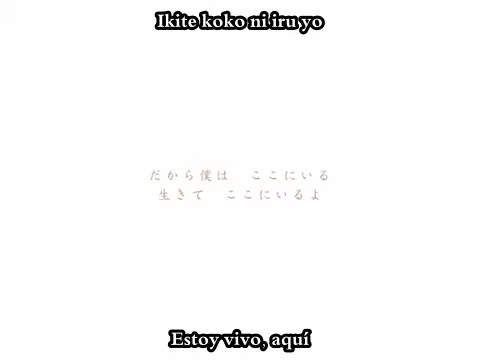 Ikite koko ni iru yo
だから僕は　ここにいる
生きて　ここにいるよ
Estoy vivo, aquí